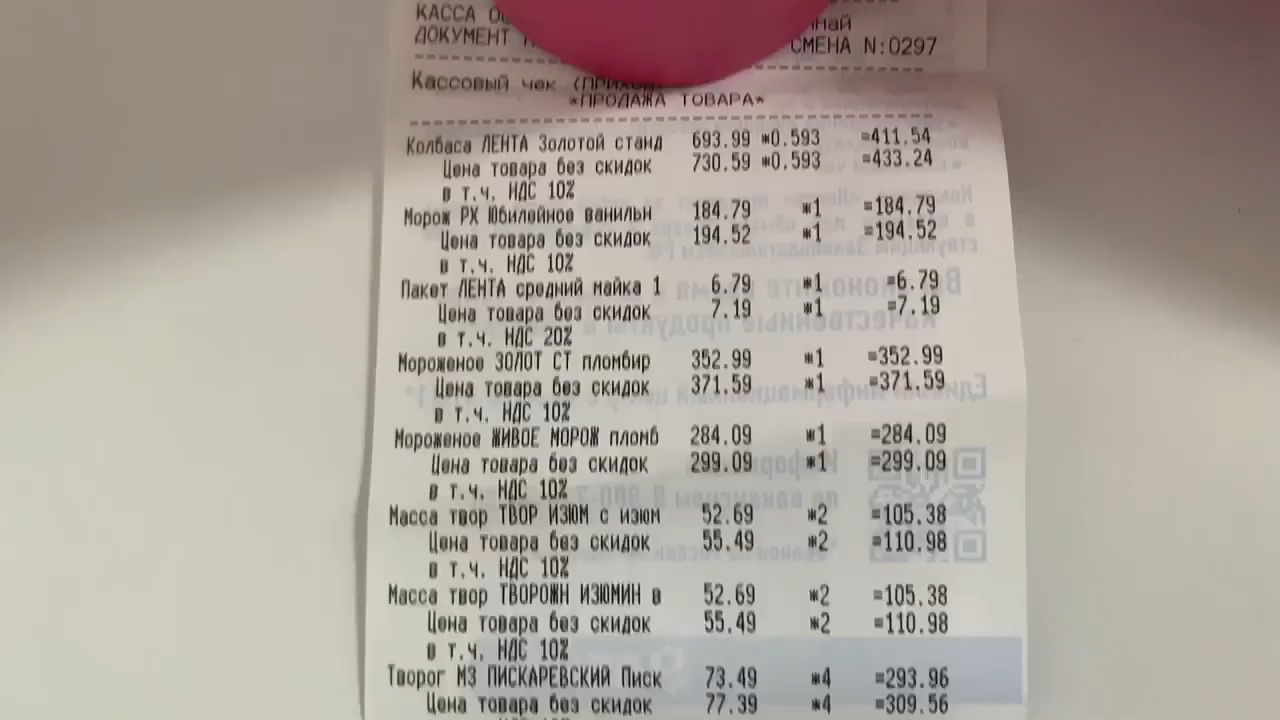 КАССА
ДОКУМЕНТ
СМЕНА N:0297
Кассовый чек (ПРИХОД
*ПРОДАЖА ТОВАРА*
Колбаса ЛЕНТА Золотой станд 693.99 *0.593 =411.54
Цена товара без скидок 730.59 *0.593 =433.24
в т.ч. НДС 10%
Морож РХ Юбилейное ванильн 184.79 *1 =184.79
Цена товара без скидок 194.52 *1 =194.52
в т.ч. НДС 10%
Пакет ЛЕНТА средний майка 1 6.79 *1 =6.79
Цена товара без скидок 7.19 *1 =7.19
в т.ч. НДС 20%
Мороженое ЗОЛОТ СТ пломбир 352.99 *1 =352.99
Цена товара без скидок 371.59 *1 =371.59
в т.ч. НДС 10%
Мороженое ЖИВОЕ МОРОЖ пломб 284.09 *1 =284.09
Цена товара без скидок 299.09 *1 =299.09
в т.ч. НДС 10%
Масса твор ТВОР ИЗЮМ с изюм 52.69 *2 =105.38
Цена товара без скидок 55.49 *2 =110.98
в т.ч. НДС 10%
Масса твор ТВОРОЖН ИЗЮМИН в 52.69 *2 =105.38
Цена товара без скидок 55.49 *2 =110.98
в т.ч. НДС 10%
Творог МЗ ПИСКАРЕВСКИЙ Писк 73.49 *4 =293.96
Цена товара без скидок 77.39 *4 =309.56